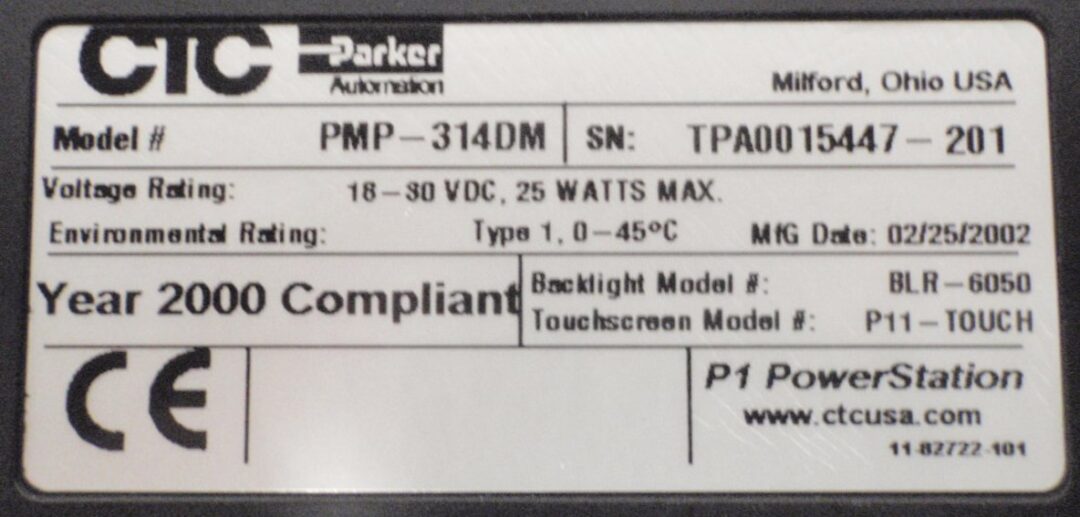 CTC Parker Automation
Milford, Ohio USA
Model # PMP-314DM SN: TPA0015447-201
Voltage Rating: 18-30 VDC, 25 WATTS MAX.
Environmental Rating: Type 1, 0-45°C MfG Date: 02/25/2002
Year 2000 Compliant
Backlight Model #: BLR-6050
Touchscreen Model #: P11-TOUCH
CE
P1 PowerStation
www.ctcusa.com
11-82722-101